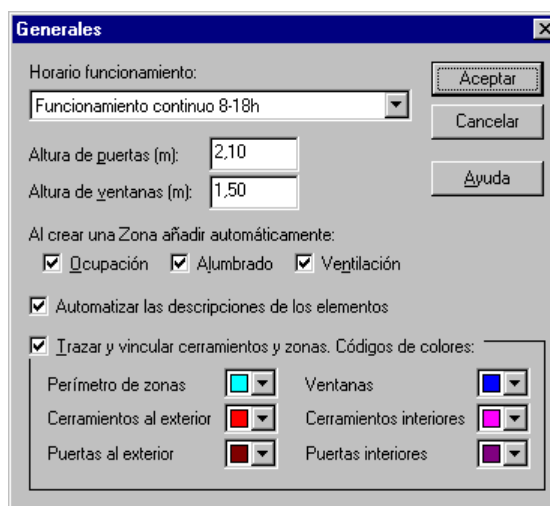 Generales
Horario funcionamiento:
Funcionamiento continuo 8-18h
Aceptar
Cancelar
Altura de puertas (m): 2,10
Ayuda
Altura de ventanas (m): 1,50
Al crear una Zona añadir automáticamente:
Ocupación Alumbrado Ventilación
Automatizar las descripciones de los elementos
Trazar y vincular cerramientos y zonas. Códigos de colores:
Perímetro de zonas Ventanas
Cerramientos al exterior Cerramientos interiores
Puertas al exterior Puertas interiores